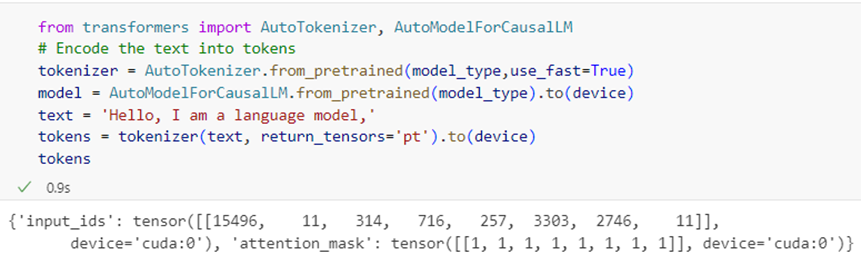 from transformers import AutoTokenizer, AutoModelForCausalLM
# Encode the text into tokens
tokenizer = AutoTokenizer.from_pretrained(model_type,use_fast=True)
model = AutoModelForCausalLM.from_pretrained(model_type).to(device)
text = 'Hello, I am a language model,'
tokens = tokenizer(text, return_tensors='pt').to(device)
tokens
✓ 0.9s
{'input_ids': tensor([[15496,    11,   314,   716,   257,  3303,  2746,    11]],
       device='cuda:0'), 'attention_mask': tensor([[1, 1, 1, 1, 1, 1, 1, 1]], device='cuda:0')}